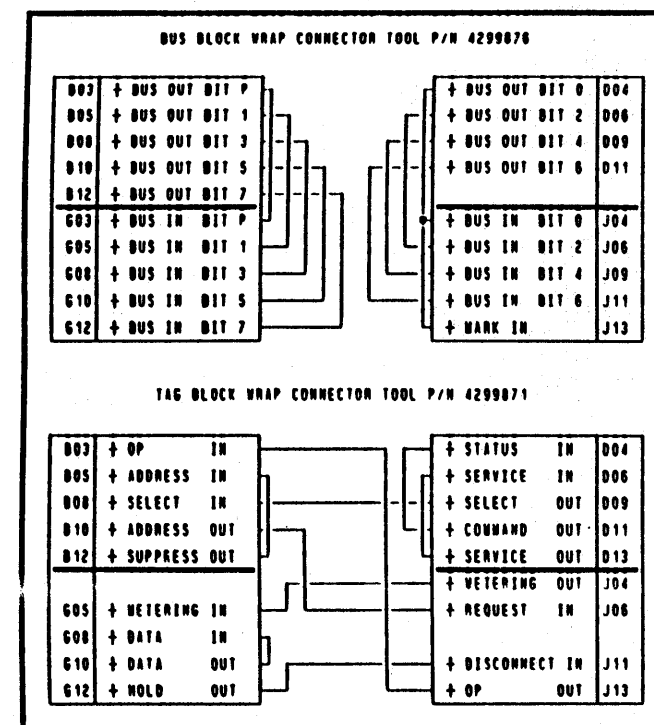 BUS BLOCK WRAP CONNECTOR TOOL P/N 4299876
B03 + BUS OUT BIT P
B05 + BUS OUT BIT 1
B08 + BUS OUT BIT 3
B10 + BUS OUT BIT 5
B12 + BUS OUT BIT 7
G03 + BUS IN BIT P
G05 + BUS IN BIT 1
G08 + BUS IN BIT 3
G10 + BUS IN BIT 5
G12 + BUS IN BIT 7
+ BUS OUT BIT 0 D04
+ BUS OUT BIT 2 D06
+ BUS OUT BIT 4 D09
+ BUS OUT BIT 6 D11
+ BUS IN BIT 0 J04
+ BUS IN BIT 2 J06
+ BUS IN BIT 4 J09
+ BUS IN BIT 6 J11
+ MARK IN J13
TAG BLOCK WRAP CONNECTOR TOOL P/N 4299871
B03 + OP IN
B05 + ADDRESS IN
B08 + SELECT IN
B10 + ADDRESS OUT
B12 + SUPPRESS OUT
G05 + METERING IN
G08 + DATA IN
G10 + DATA OUT
G12 + HOLD OUT
+ STATUS IN D04
+ SERVICE IN D06
+ SELECT OUT D09
+ COMMAND OUT D11
+ SERVICE OUT D13
+ METERING OUT J04
+ REQUEST IN J06
+ DISCONNECT IN J11
+ OP OUT J13